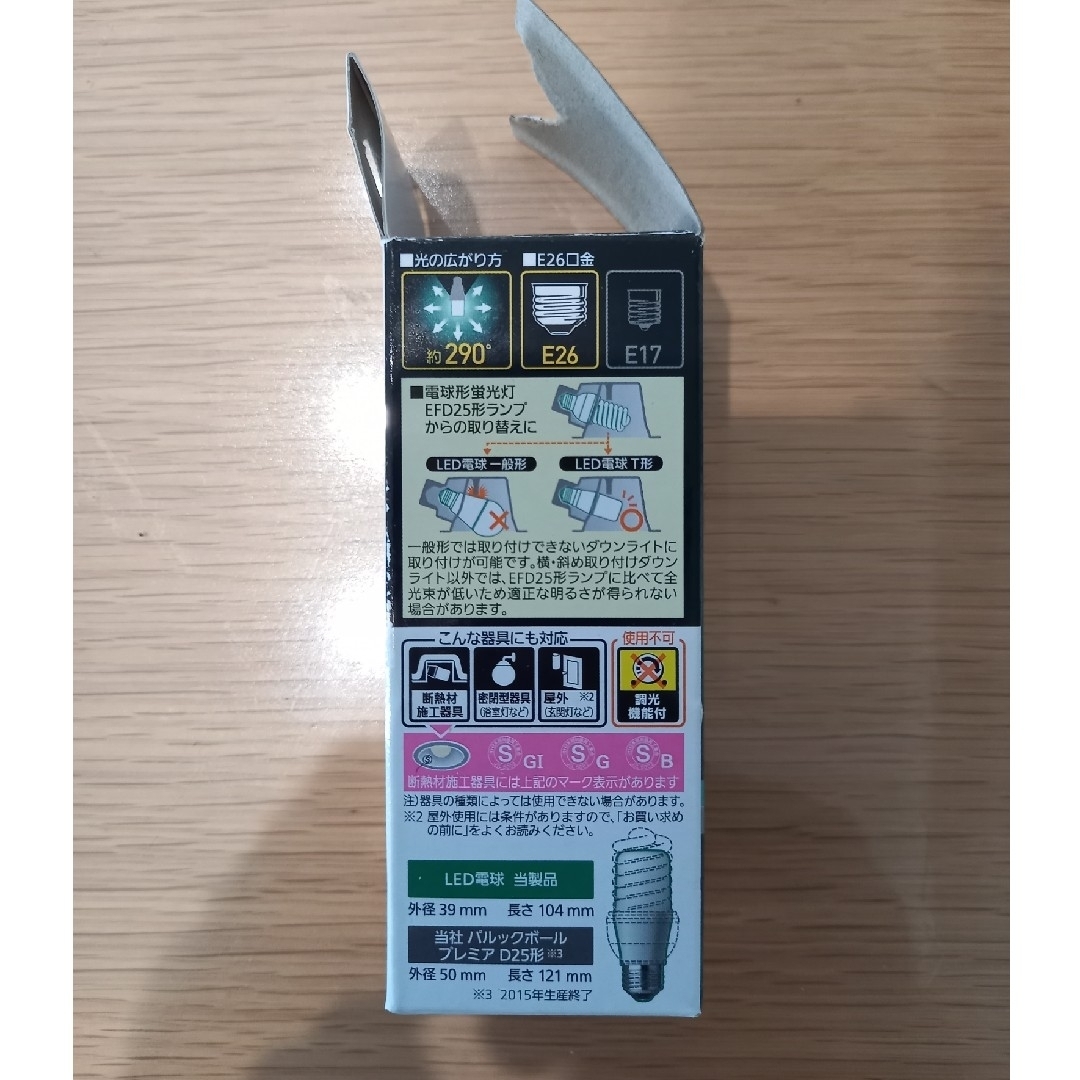 ■光の広がり方 ■E26口金
約290°
E26
E17
■電球形蛍光灯
EFD25形ランプ
からの取り替えに
LED電球 一般形
LED電球 T形
一般形では取り付けできないダウンライトに
取り付けが可能です。横・斜め取り付けダウン
ライト以外では、EFD25形ランプに比べて全
光束が低いため適正な明るさが得られない
場合があります。
こんな器具にも対応
断熱材
施工器具
密閉型器具
(浴室灯など)
屋外 ※2
(玄関灯など)
使用不可
調光
機能付
S
SGI
SG
SB
断熱材施工器具には上記のマーク表示があります
注)器具の種類によっては使用できない場合があります。
※2 屋外使用には条件がありますので、「お買い求め
の前に」をよくお読みください。
LED電球 当製品
外径 39 mm 長さ 104 mm
当社 パルックボール
プレミア D25形 ※3
外径 50 mm 長さ 121 mm
※3 2015年生産終了